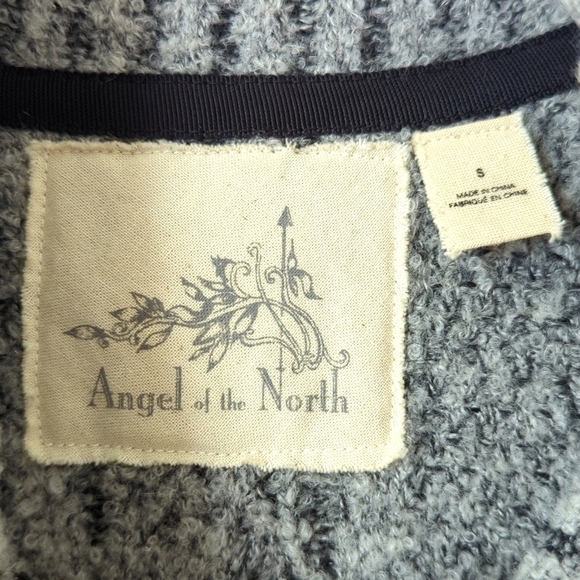 Angel of the North
S
MADE IN CHINA
FABRIQUÉ EN CHINE